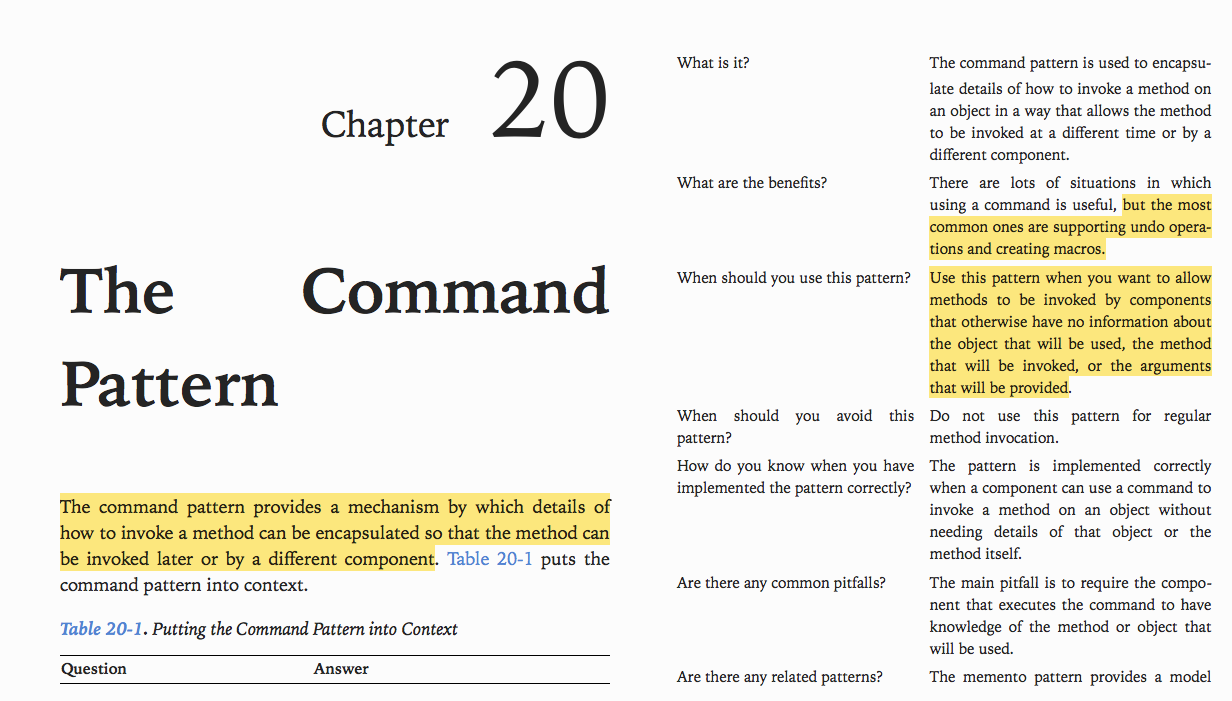 Chapter 20
The Command
Pattern
The command pattern provides a mechanism by which details of
how to invoke a method can be encapsulated so that the method can
be invoked later or by a different component. Table 20-1 puts the
command pattern into context.
Table 20-1. Putting the Command Pattern into Context
Question Answer
What is it? The command pattern is used to encapsu-
late details of how to invoke a method on
an object in a way that allows the method
to be invoked at a different time or by a
different component.
What are the benefits? There are lots of situations in which
using a command is useful, but the most
common ones are supporting undo opera-
tions and creating macros.
When should you use this pattern? Use this pattern when you want to allow
methods to be invoked by components
that otherwise have no information about
the object that will be used, the method
that will be invoked, or the arguments
that will be provided.
When should you avoid this Do not use this pattern for regular
pattern? method invocation.
How do you know when you have The pattern is implemented correctly
implemented the pattern correctly? when a component can use a command to
invoke a method on an object without
needing details of that object or the
method itself.
Are there any common pitfalls? The main pitfall is to require the compo-
nent that executes the command to have
knowledge of the method or object that
will be used.
Are there any related patterns? The memento pattern provides a model